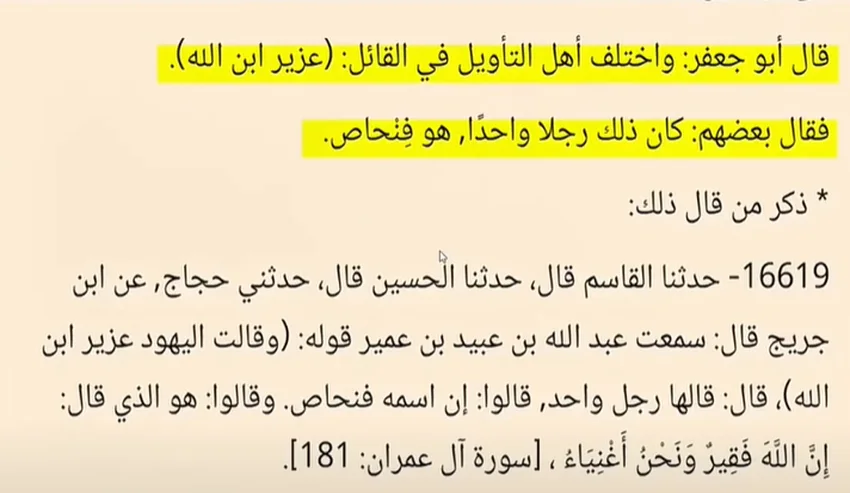 قال أبو جعفر: واختلف أهل التأويل في القائل: (عزير ابن الله).
فقال بعضهم: كان ذلك رجلا واحدًا, هو فِنْحاص.
* ذكر من قال ذلك:
16619- حدثنا القاسم قال، حدثنا الحسين قال، حدثني حجاج, عن ابن
جريج قال: سمعت عبد الله بن عبيد بن عمير قوله: (وقالت اليهود عزير ابن
الله)، قال: قالها رجل واحد, قالوا: إن اسمه فنحاص. وقالوا: هو الذي قال:
إِنَّ اللَّهَ فَقِيرٌ وَنَحْنُ أَغْنِيَاءُ ، [سورة آل عمران: 181].